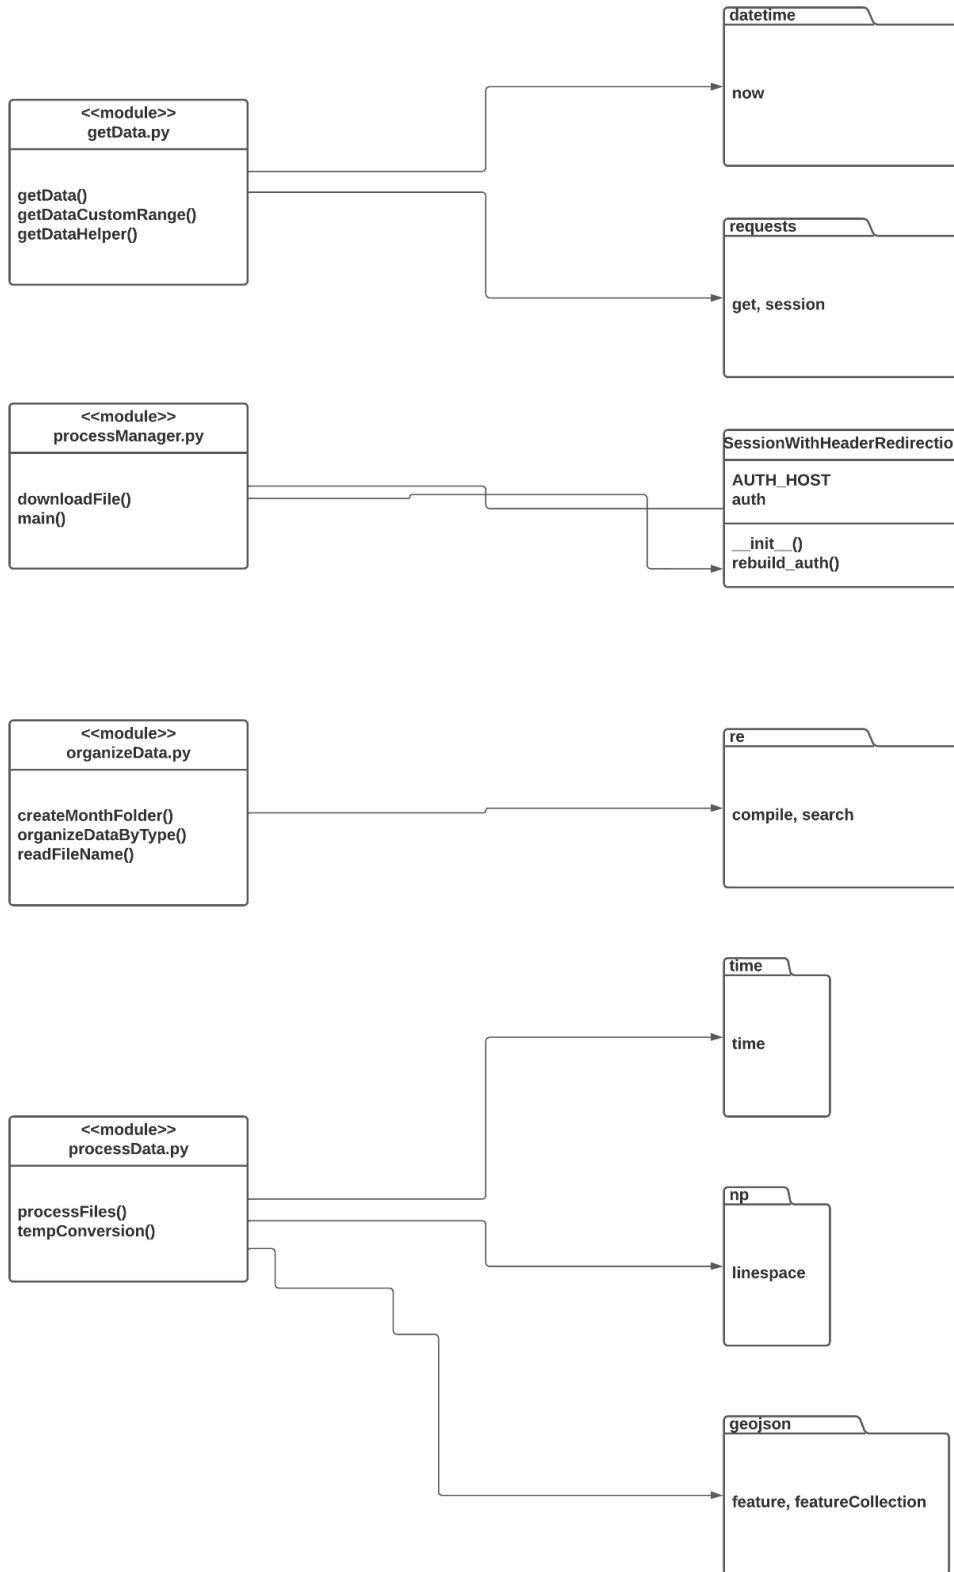 datetime
now
<<module>>
getData.py
getData()
getDataCustomRange()
getDataHelper()
requests
get, session
<<module>>
processManager.py
downloadFile()
main()
SessionWithHeaderRedirectio
AUTH_HOST
auth
__init__()
rebuild_auth()
<<module>>
organizeData.py
createMonthFolder()
organizeDataByType()
readFileName()
re
compile, search
time
time
<<module>>
processData.py
processFiles()
tempConversion()
np
linespace
geojson
feature, featureCollection